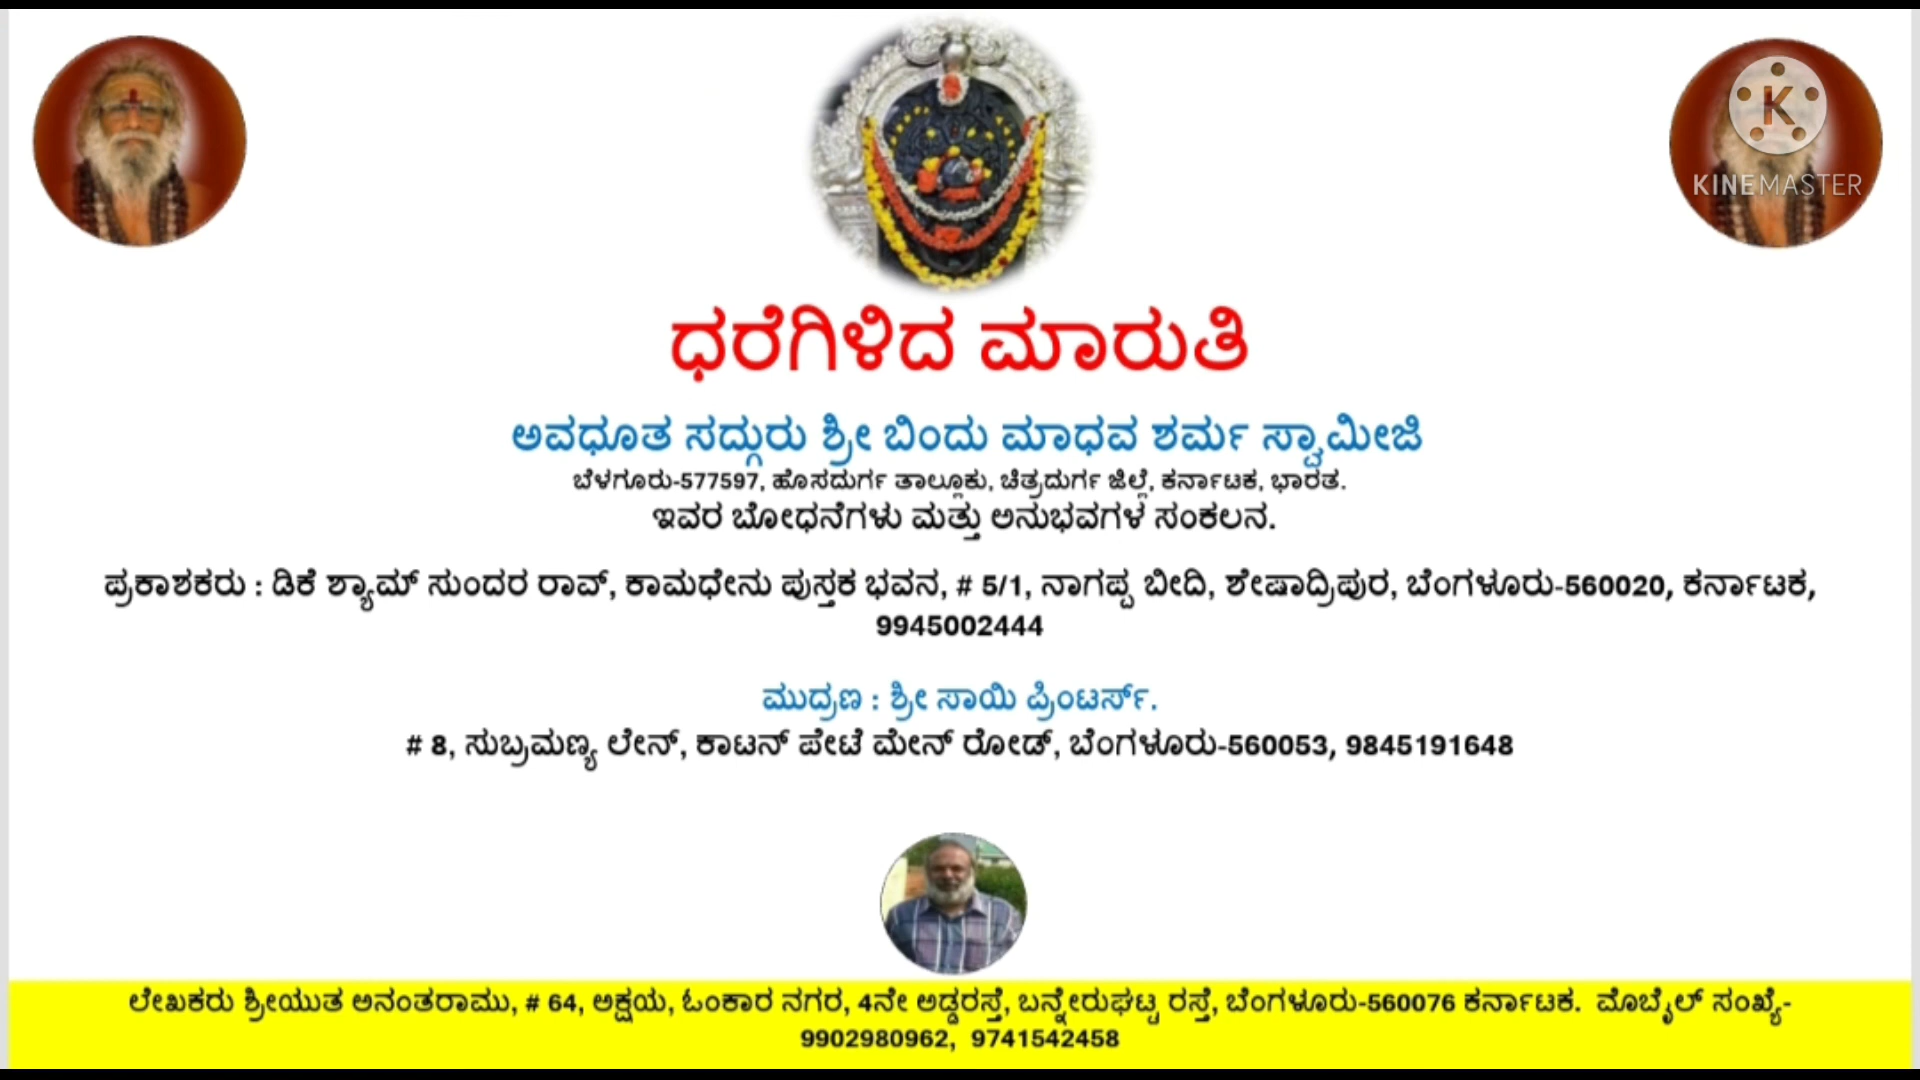 KINEMASTER
ಧರೆಗಿಳಿದ ಮಾರುತಿ
ಅವಧೂತ ಸದ್ಗುರು ಶ್ರೀ ಬಿಂದು ಮಾಧವ ಶರ್ಮ ಸ್ವಾಮೀಜಿ
ಬೆಳಗೂರು-577597, ಹೊಸದುರ್ಗ ತಾಲ್ಲೂಕು, ಚಿತ್ರದುರ್ಗ ಜಿಲ್ಲೆ, ಕರ್ನಾಟಕ, ಭಾರತ.
ಇವರ ಬೋಧನೆಗಳು ಮತ್ತು ಅನುಭವಗಳ ಸಂಕಲನ.
ಪ್ರಕಾಶಕರು : ಡಿಕೆ ಶ್ಯಾಮ್ ಸುಂದರ ರಾವ್, ಕಾಮಧೇನು ಪುಸ್ತಕ ಭವನ, # 5/1, ನಾಗಪ್ಪ ಬೀದಿ, ಶೇಷಾದ್ರಿಪುರ, ಬೆಂಗಳೂರು-560020, ಕರ್ನಾಟಕ,
9945002444
ಮುದ್ರಣ : ಶ್ರೀ ಸಾಯಿ ಪ್ರಿಂಟರ್ಸ್.
# 8, ಸುಬ್ರಮಣ್ಯ ಲೇನ್, ಕಾಟನ್ ಪೇಟೆ ಮೇನ್ ರೋಡ್, ಬೆಂಗಳೂರು-560053, 9845191648
ಲೇಖಕರು ಶ್ರೀಯುತ ಅನಂತರಾಮು, # 64, ಅಕ್ಷಯ, ಓಂಕಾರ ನಗರ, 4ನೇ ಅಡ್ಡರಸ್ತೆ, ಬನ್ನೇರುಘಟ್ಟ ರಸ್ತೆ, ಬೆಂಗಳೂರು-560076 ಕರ್ನಾಟಕ. ಮೊಬೈಲ್ ಸಂಖ್ಯೆ-
9902980962, 9741542458